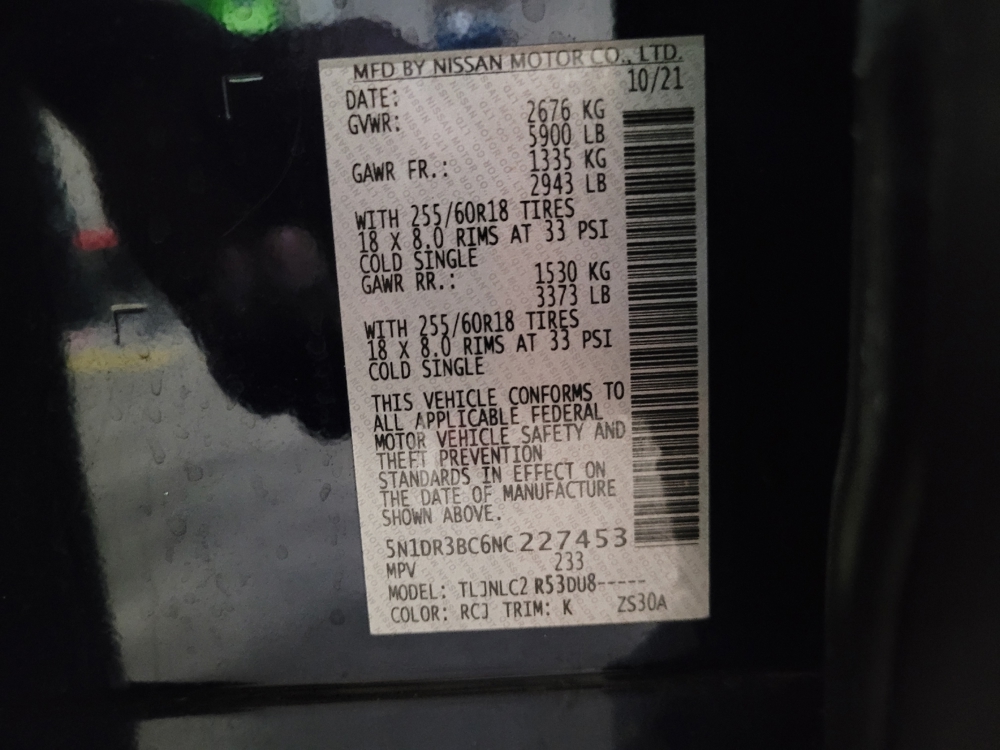 MFD BY NISSAN MOTOR CO., LTD.
DATE: 10/21
GVWR: 2676 KG
5900 LB
GAWR FR.: 1335 KG
2943 LB
WITH 255/60R18 TIRES
18 X 8.0 RIMS AT 33 PSI
COLD SINGLE
GAWR RR.: 1530 KG
3373 LB
WITH 255/60R18 TIRES
18 X 8.0 RIMS AT 33 PSI
COLD SINGLE
THIS VEHICLE CONFORMS TO
ALL APPLICABLE FEDERAL
MOTOR VEHICLE SAFETY AND
THEFT PREVENTION
STANDARDS IN EFFECT ON
THE DATE OF MANUFACTURE
SHOWN ABOVE.
5N1DR3BC6NC227453
MPV 233
MODEL: TLJNLC2 R53DU8-----
COLOR: RCJ TRIM: K ZS30A